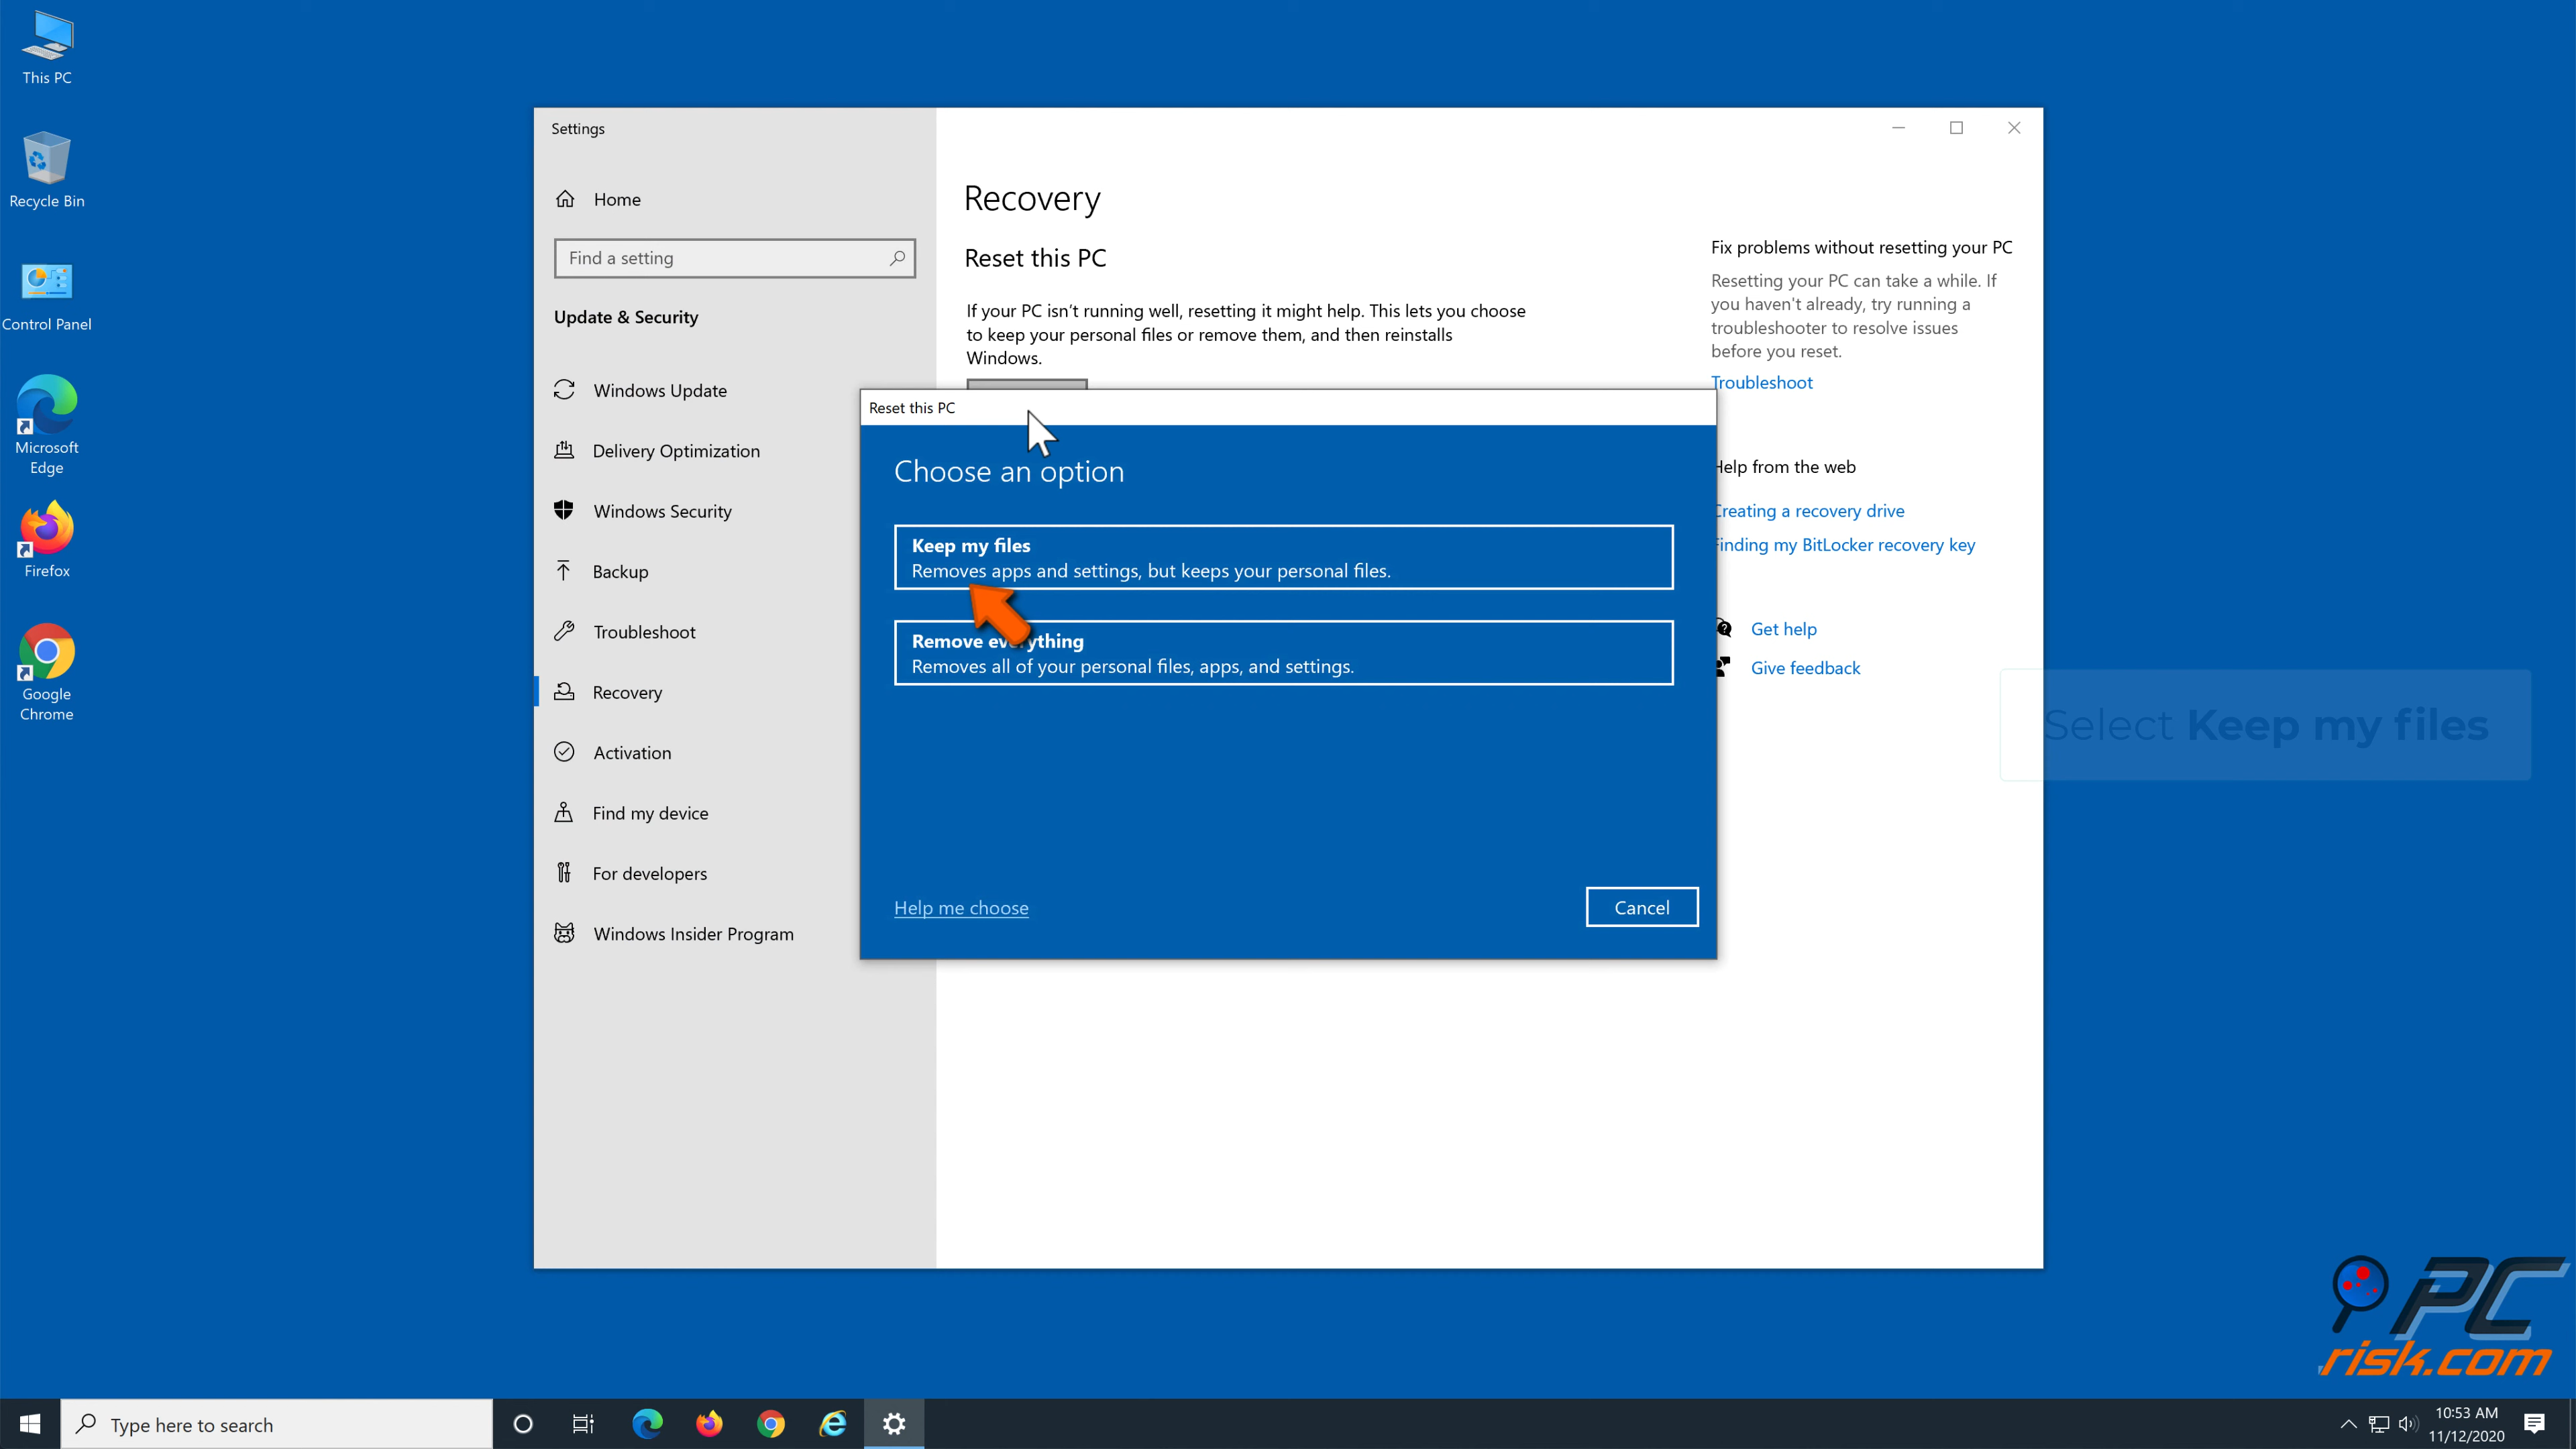 This PC
Recycle Bin
Control Panel
Microsoft
Edge
Firefox
Google
Chrome
Settings
Home
Find a setting
Update & Security
Windows Update
Delivery Optimization
Windows Security
Backup
Troubleshoot
Recovery
Activation
Find my device
For developers
Windows Insider Program
Recovery
Reset this PC
If your PC isn't running well, resetting it might help. This lets you choose
to keep your personal files or remove them, and then reinstalls
Windows.
Fix problems without resetting your PC
Resetting your PC can take a while. If
you haven't already, try running a
troubleshooter to resolve issues
before you reset.
Troubleshoot
Help from the web
Creating a recovery drive
Finding my BitLocker recovery key
Get help
Give feedback
Reset this PC
Choose an option
Keep my files
Removes apps and settings, but keeps your personal files.
Remove everything
Removes all of your personal files, apps, and settings.
Help me choose
Cancel
Select Keep my files
PC
risk.com
Type here to search
10:53 AM
11/12/2020